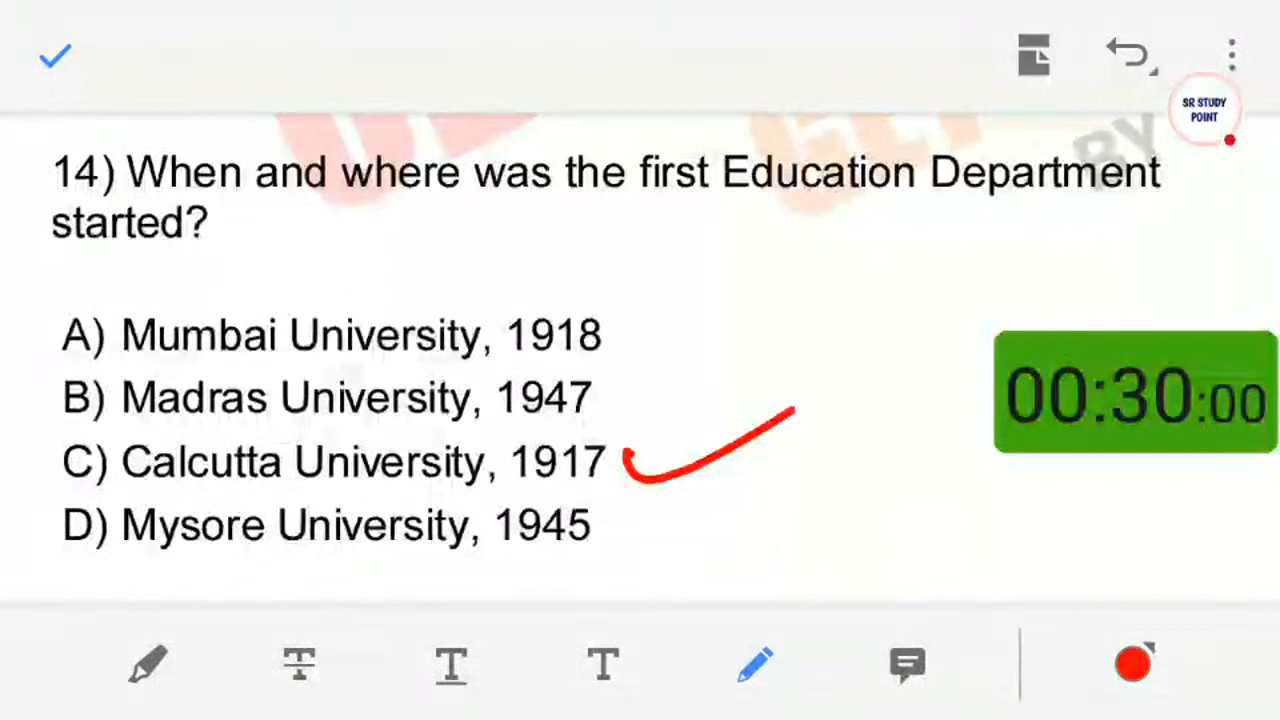 SR STUDY
POINT
BY
14) When and where was the first Education Department
started?
A) Mumbai University, 1918
B) Madras University, 1947
C) Calcutta University, 1917
D) Mysore University, 1945
00:30:00